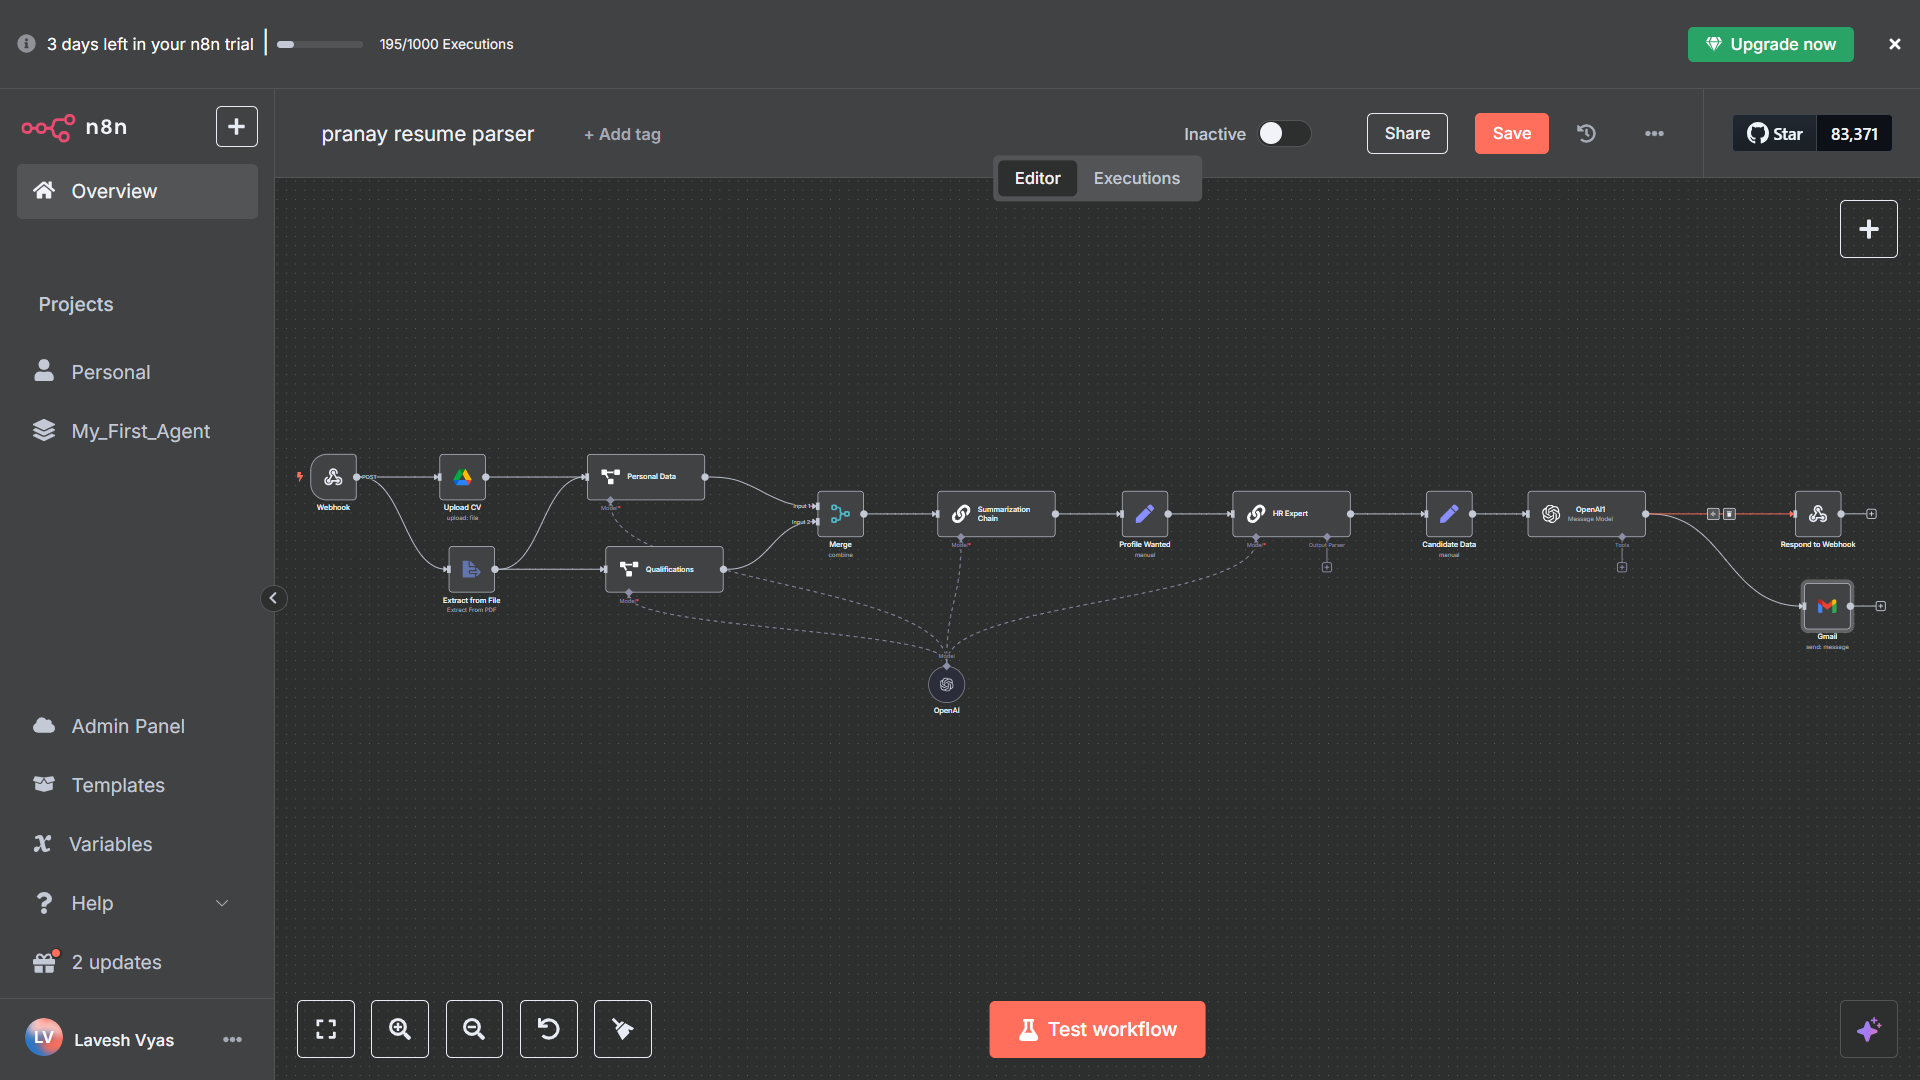 3 days left in your n8n trial
195/1000 Executions
Upgrade now
n8n
Overview
Projects
Personal
My_First_Agent
Admin Panel
Templates
Variables
Help
2 updates
LV
Lavesh Vyas
pranay resume parser
+ Add tag
Inactive
Share
Save
Star
83,371
Editor
Executions
Webhook
POST
Upload CV
upload: file
Extract from File
Extract From PDF
Personal Data
Model*
Qualifications
Model*
Input 1
Input 2
Merge
combine
Summarization
Chain
Model*
Model
OpenAI
Profile Wanted
manual
HR Expert
Model*
Output Parser
Candidate Data
manual
OpenAI1
Message Model
Tools
Respond to Webhook
Gmail
send: message
Test workflow